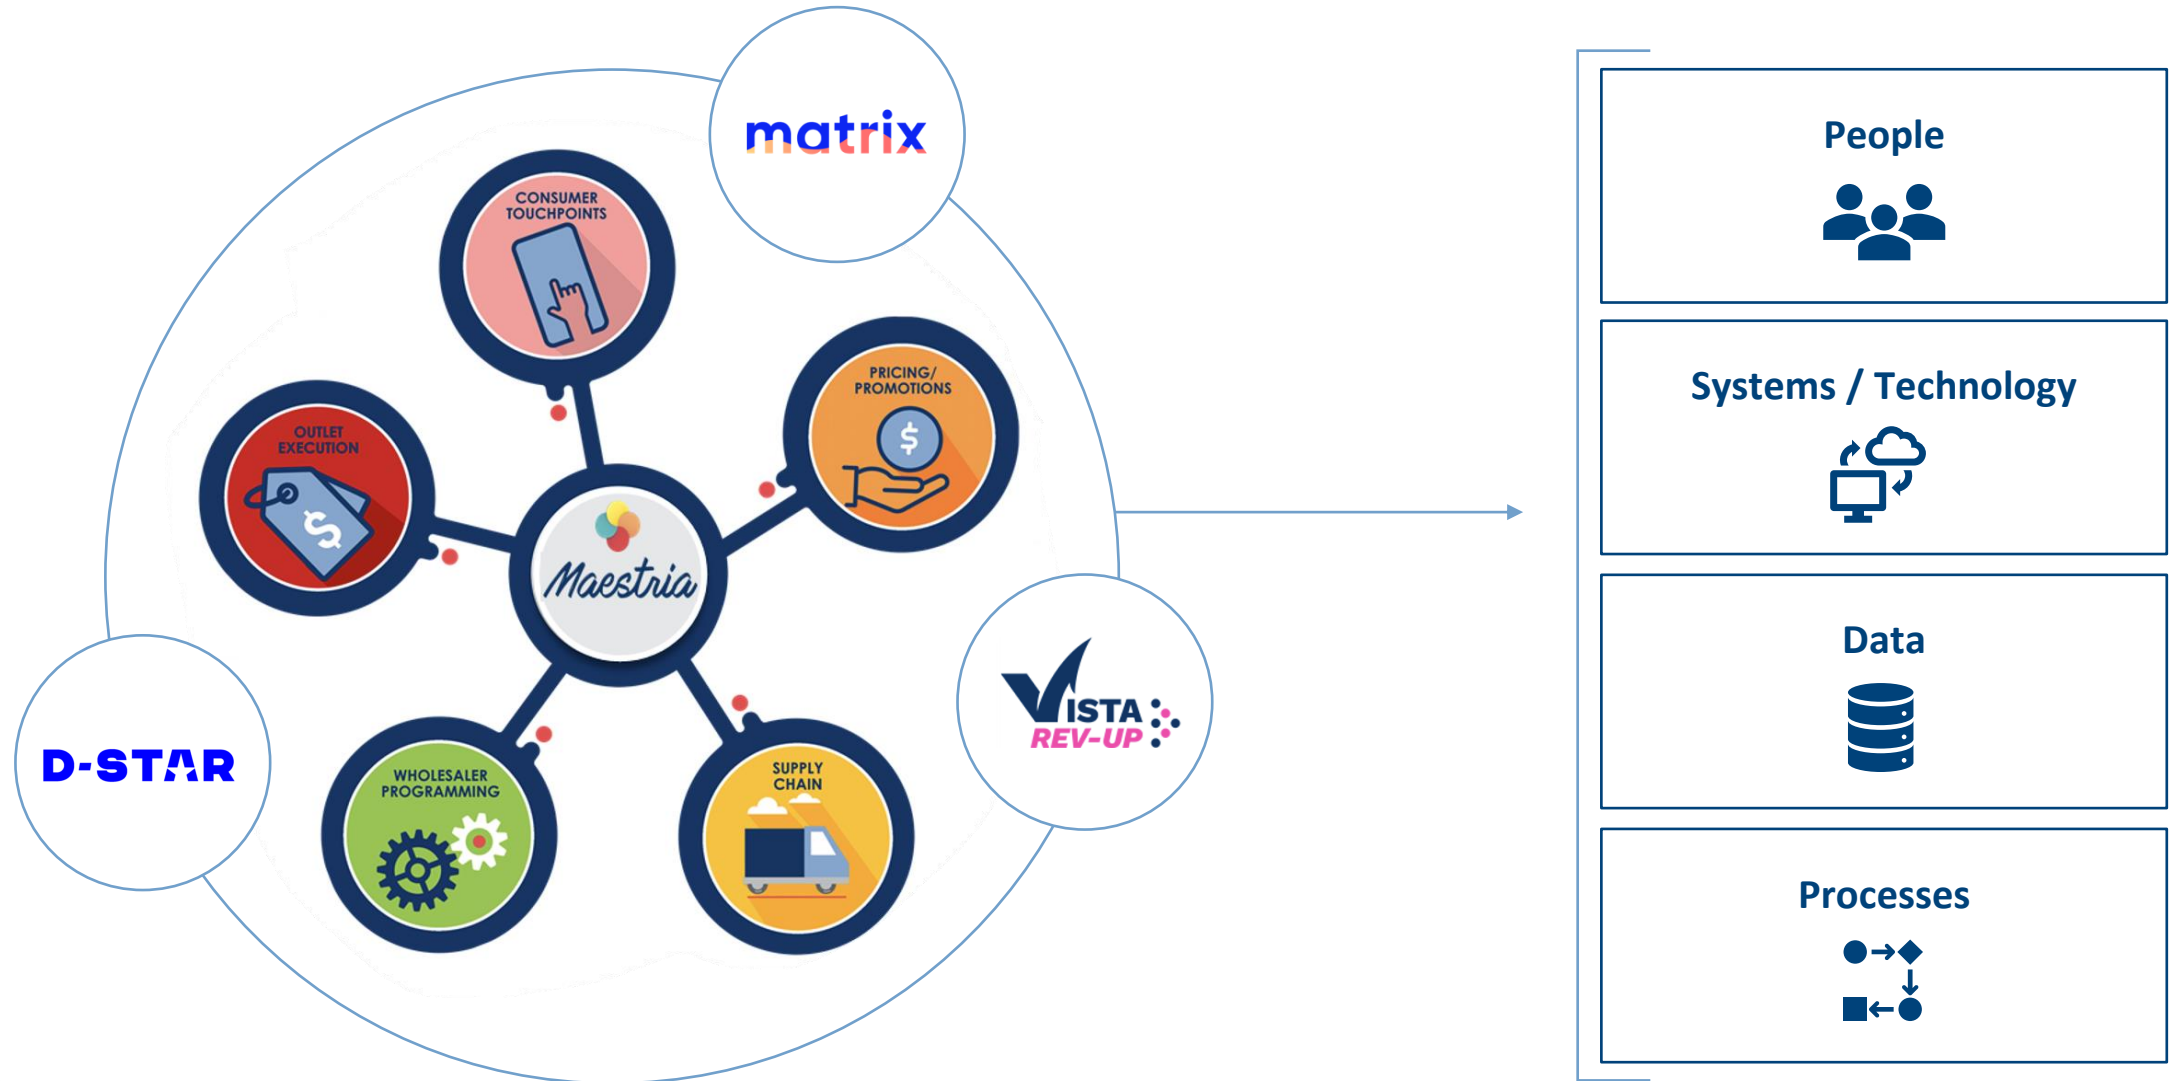 matrix
CONSUMER
TOUCHPOINTS
PRICING/
PROMOTIONS
$
OUTLET
EXECUTION
$
Maestria
D-STAR
WHOLESALER
PROGRAMMING
SUPPLY
CHAIN
VISTA
REV-UP
People
Systems / Technology
Data
Processes